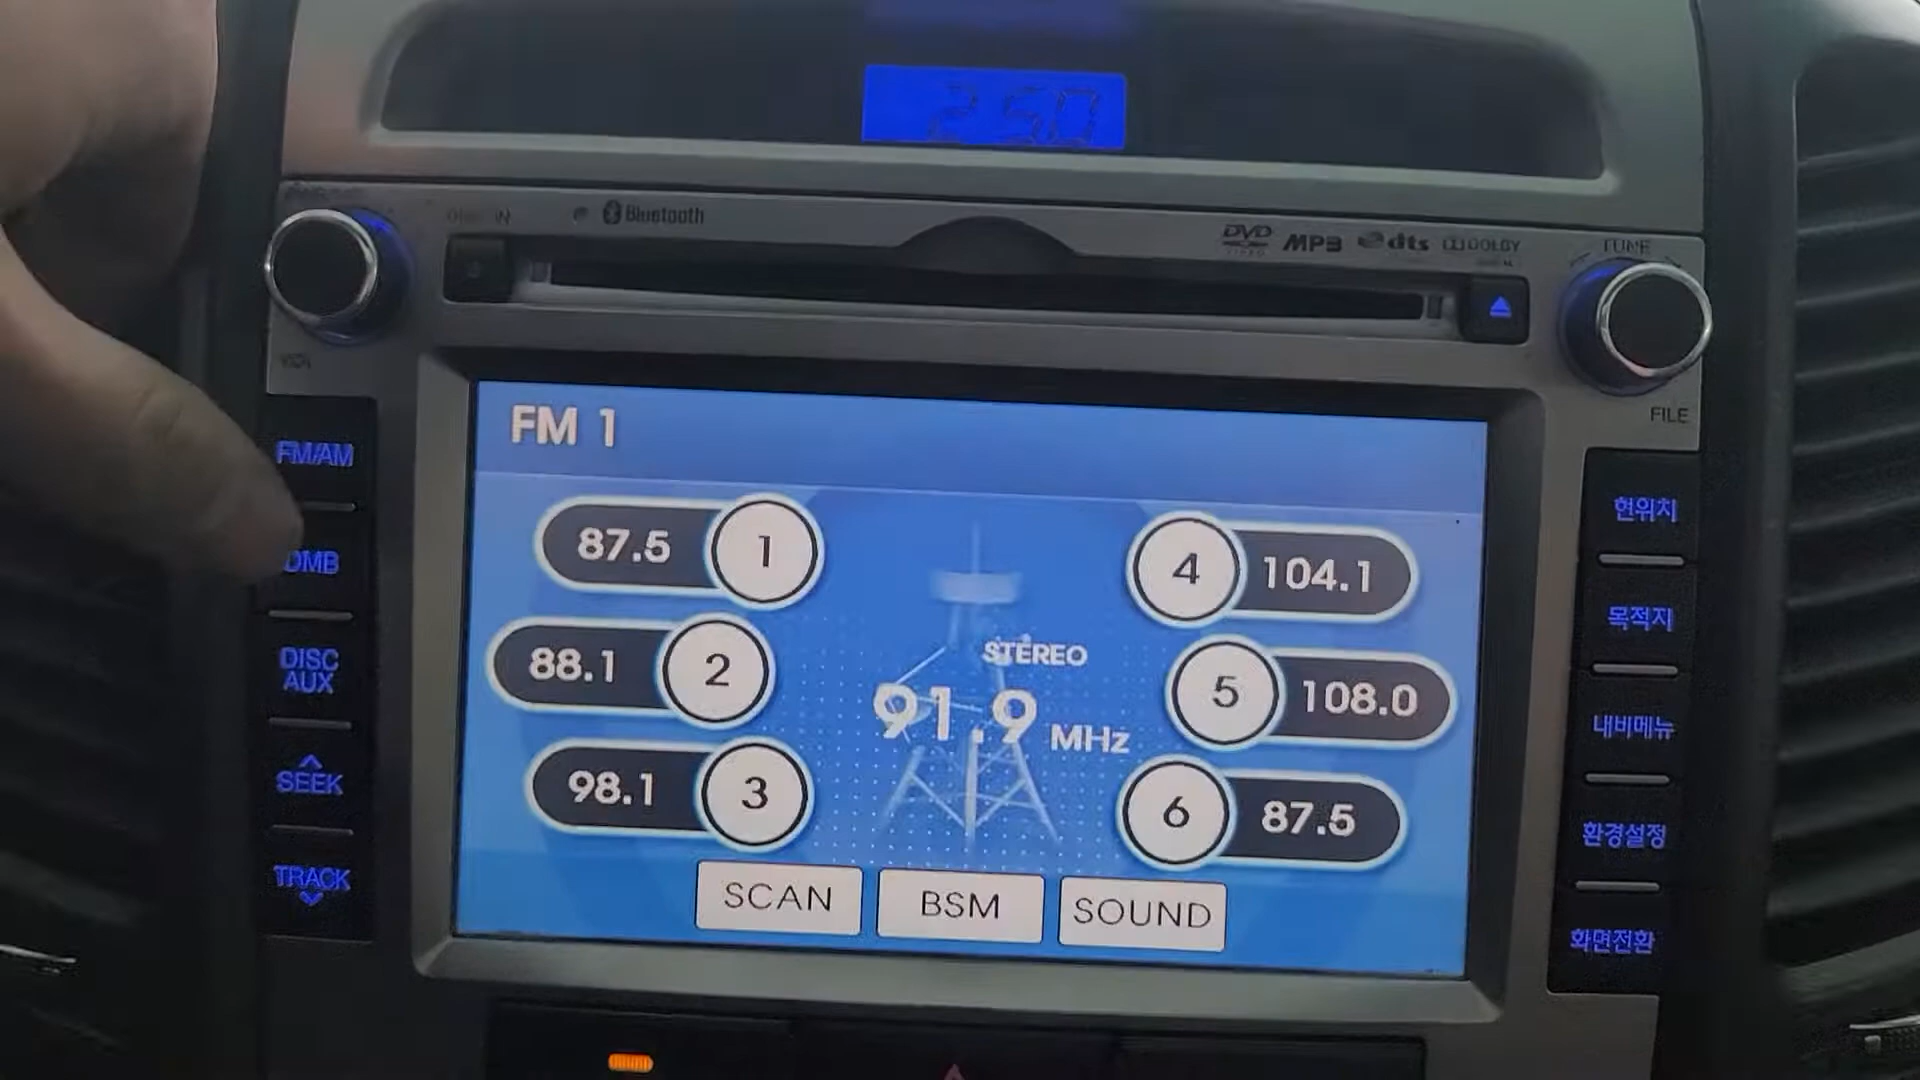 2 50
Bluetooth
DVD VIDEO MP3 dts DOLBY
TUNE
FILE
FM/AM
DMB
DISC AUX
SEEK
TRACK
FM 1
87.5 1
88.1 2
98.1 3
STEREO
91.9 MHz
4 104.1
5 108.0
6 87.5
SCAN BSM SOUND
현위치
목적지
내비메뉴
환경설정
화면전환